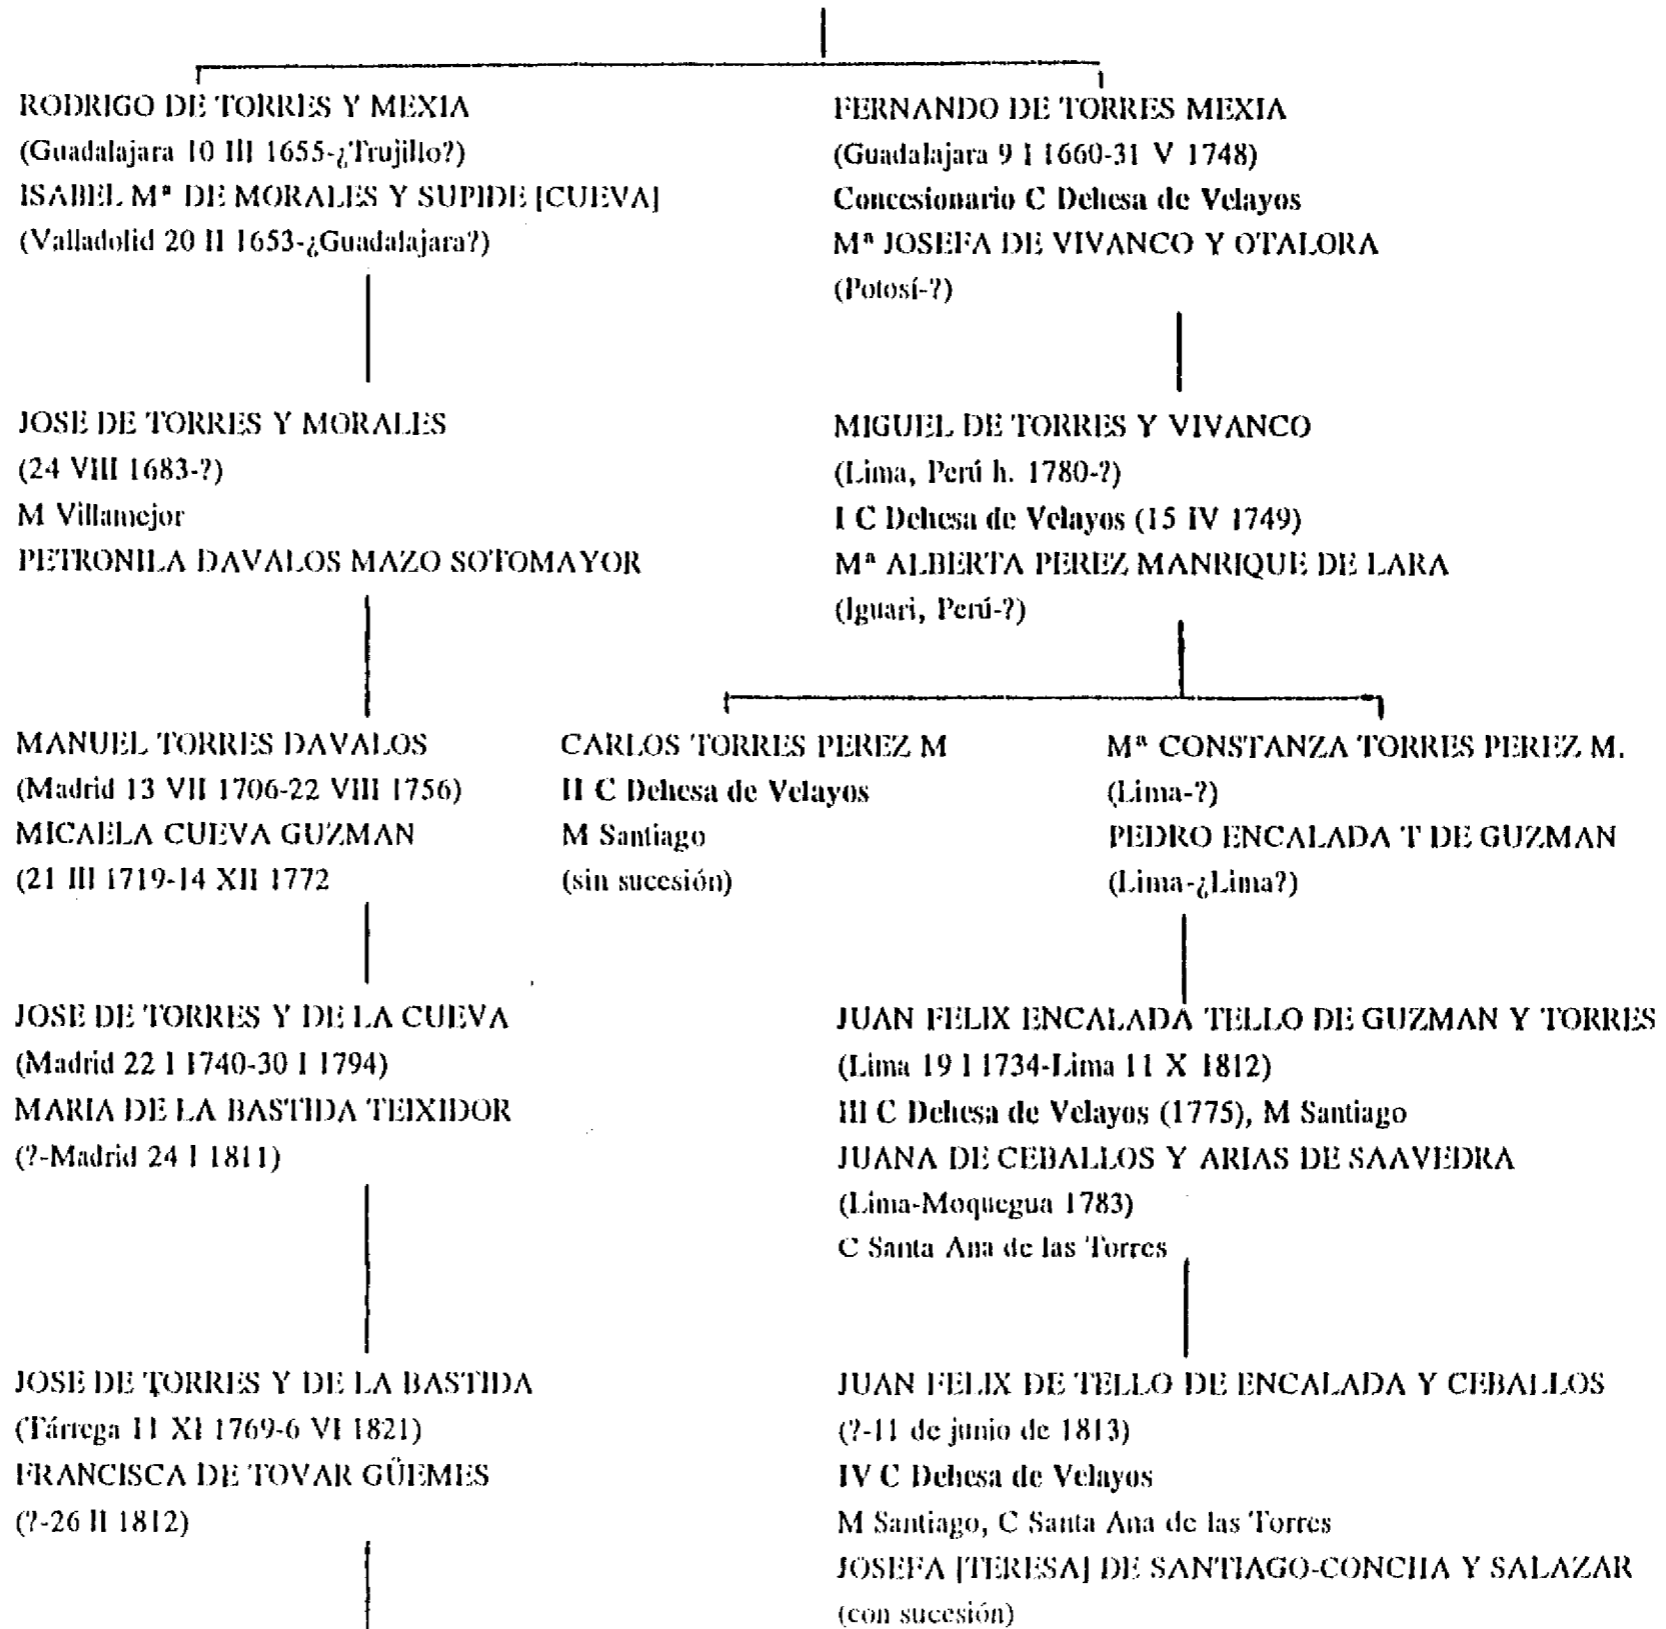 RODRIGO DE TORRES Y MEXIA
(Guadalajara 10 III 1655-¿Trujillo?)
ISABEL Mª DE MORALES Y SUPIDE [CUEVA]
(Valladolid 20 II 1653-¿Guadalajara?)
FERNANDO DE TORRES MEXIA
(Guadalajara 9 I 1660-31 V 1748)
Concesionario C Dehesa de Velayos
Mª JOSEFA DE VIVANCO Y OTALORA
(Potosí-?)
JOSE DE TORRES Y MORALES
(24 VIII 1683-?)
M Villamejor
PETRONILA DAVALOS MAZO SOTOMAYOR
MIGUEL DE TORRES Y VIVANCO
(Lima, Perú h. 1780-?)
I C Dehesa de Velayos (15 IV 1749)
Mª ALBERTA PEREZ MANRIQUE DE LARA
(Iguari, Perú-?)
MANUEL TORRES DAVALOS
(Madrid 13 VII 1706-22 VIII 1756)
MICAELA CUEVA GUZMAN
(21 III 1719-14 XII 1772
CARLOS TORRES PEREZ M
II C Dehesa de Velayos
M Santiago
(sin sucesión)
Mª CONSTANZA TORRES PEREZ M.
(Lima-?)
PEDRO ENCALADA T DE GUZMAN
(Lima-¿Lima?)
JOSE DE TORRES Y DE LA CUEVA
(Madrid 22 I 1740-30 I 1794)
MARIA DE LA BASTIDA TEIXIDOR
(?-Madrid 24 I 1811)
JUAN FELIX ENCALADA TELLO DE GUZMAN Y TORRES
(Lima 19 I 1734-Lima 11 X 1812)
III C Dehesa de Velayos (1775), M Santiago
JUANA DE CEBALLOS Y ARIAS DE SAAVEDRA
(Lima-Moquegua 1783)
C Santa Ana de las Torres
JOSE DE TORRES Y DE LA BASTIDA
(Tárrega 11 XI 1769-6 VI 1821)
FRANCISCA DE TOVAR GÜEMES
(?-26 II 1812)
JUAN FELIX DE TELLO DE ENCALADA Y CEBALLOS
(?-11 de junio de 1813)
IV C Dehesa de Velayos
M Santiago, C Santa Ana de las Torres
JOSEFA [TERESA] DE SANTIAGO-CONCHA Y SALAZAR
(con sucesión)